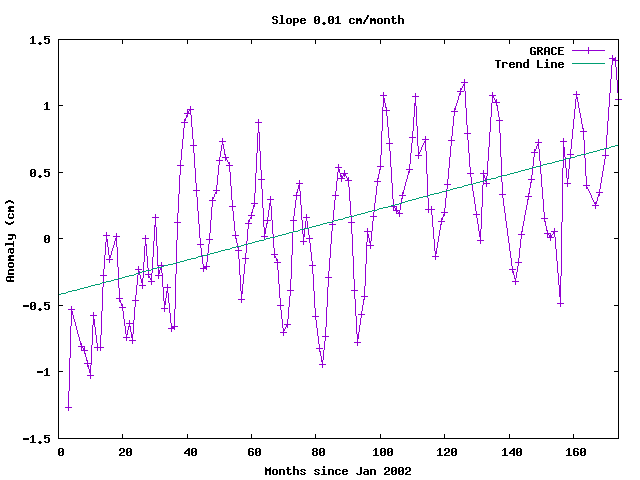 Slope 0.01 cm/month
1.5
GRACE
Trend Line
1
0.5
Anomaly (cm)
0
-0.5
-1
-1.5
0 20 40 60 80 100 120 140 160
Months since Jan 2002